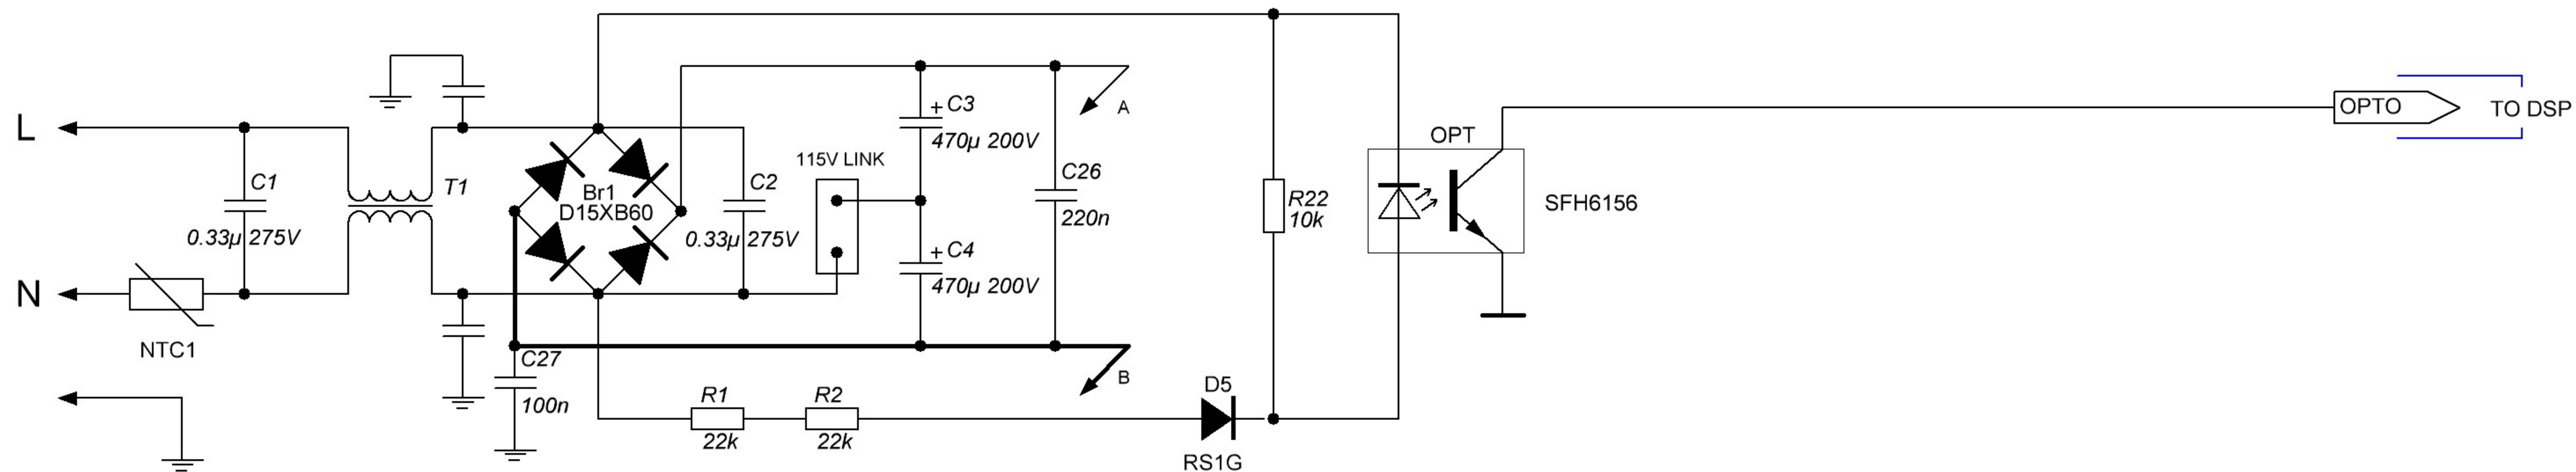 L
N
NTC1
C1
0.33µ 275V
T1
Br1
D15XB60
C2
0.33µ 275V
115V LINK
+ C3
470µ 200V
+ C4
470µ 200V
C26
220n
A
B
C27
100n
R1
22k
R2
22k
D5
RS1G
R22
10k
OPT
SFH6156
OPTO
TO DSP